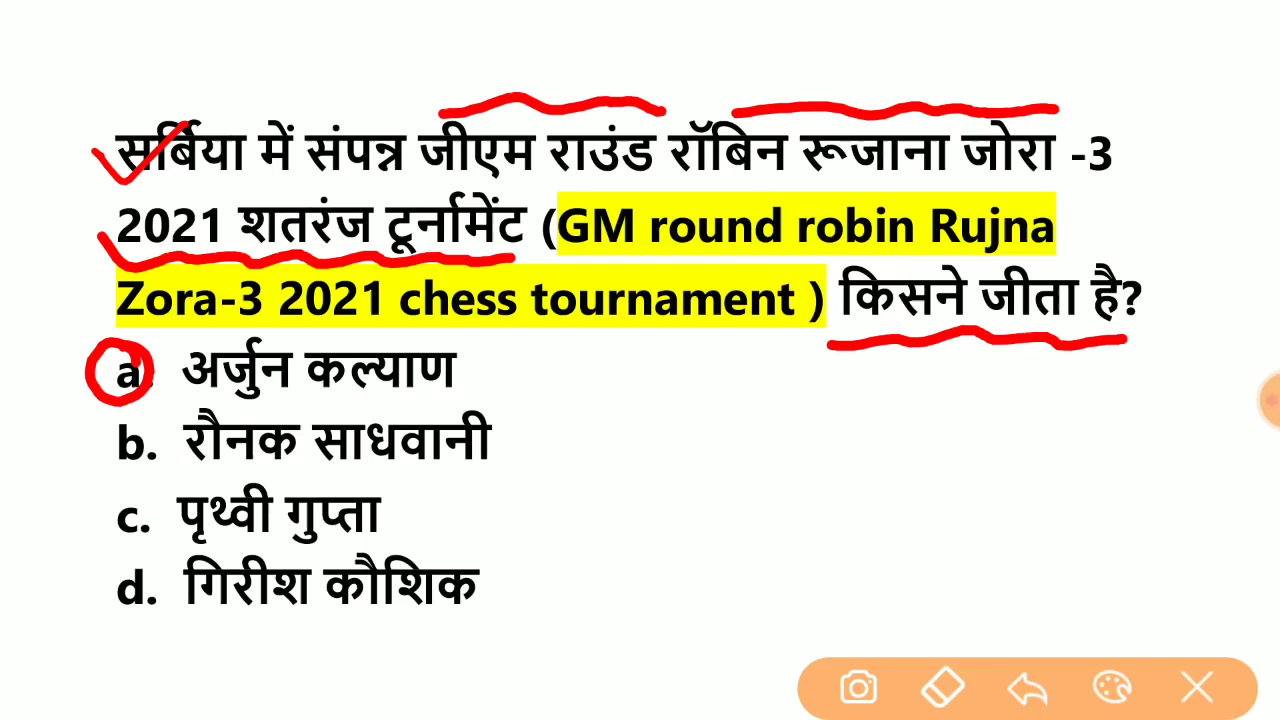 सर्बिया में संपन्न जीएम राउंड रॉबिन रूजाना जोरा -3
2021 शतरंज टूर्नामेंट (GM round robin Rujna
Zora-3 2021 chess tournament ) किसने जीता है?
a. अर्जुन कल्याण
b. रौनक साधवानी
c. पृथ्वी गुप्ता
d. गिरीश कौशिक